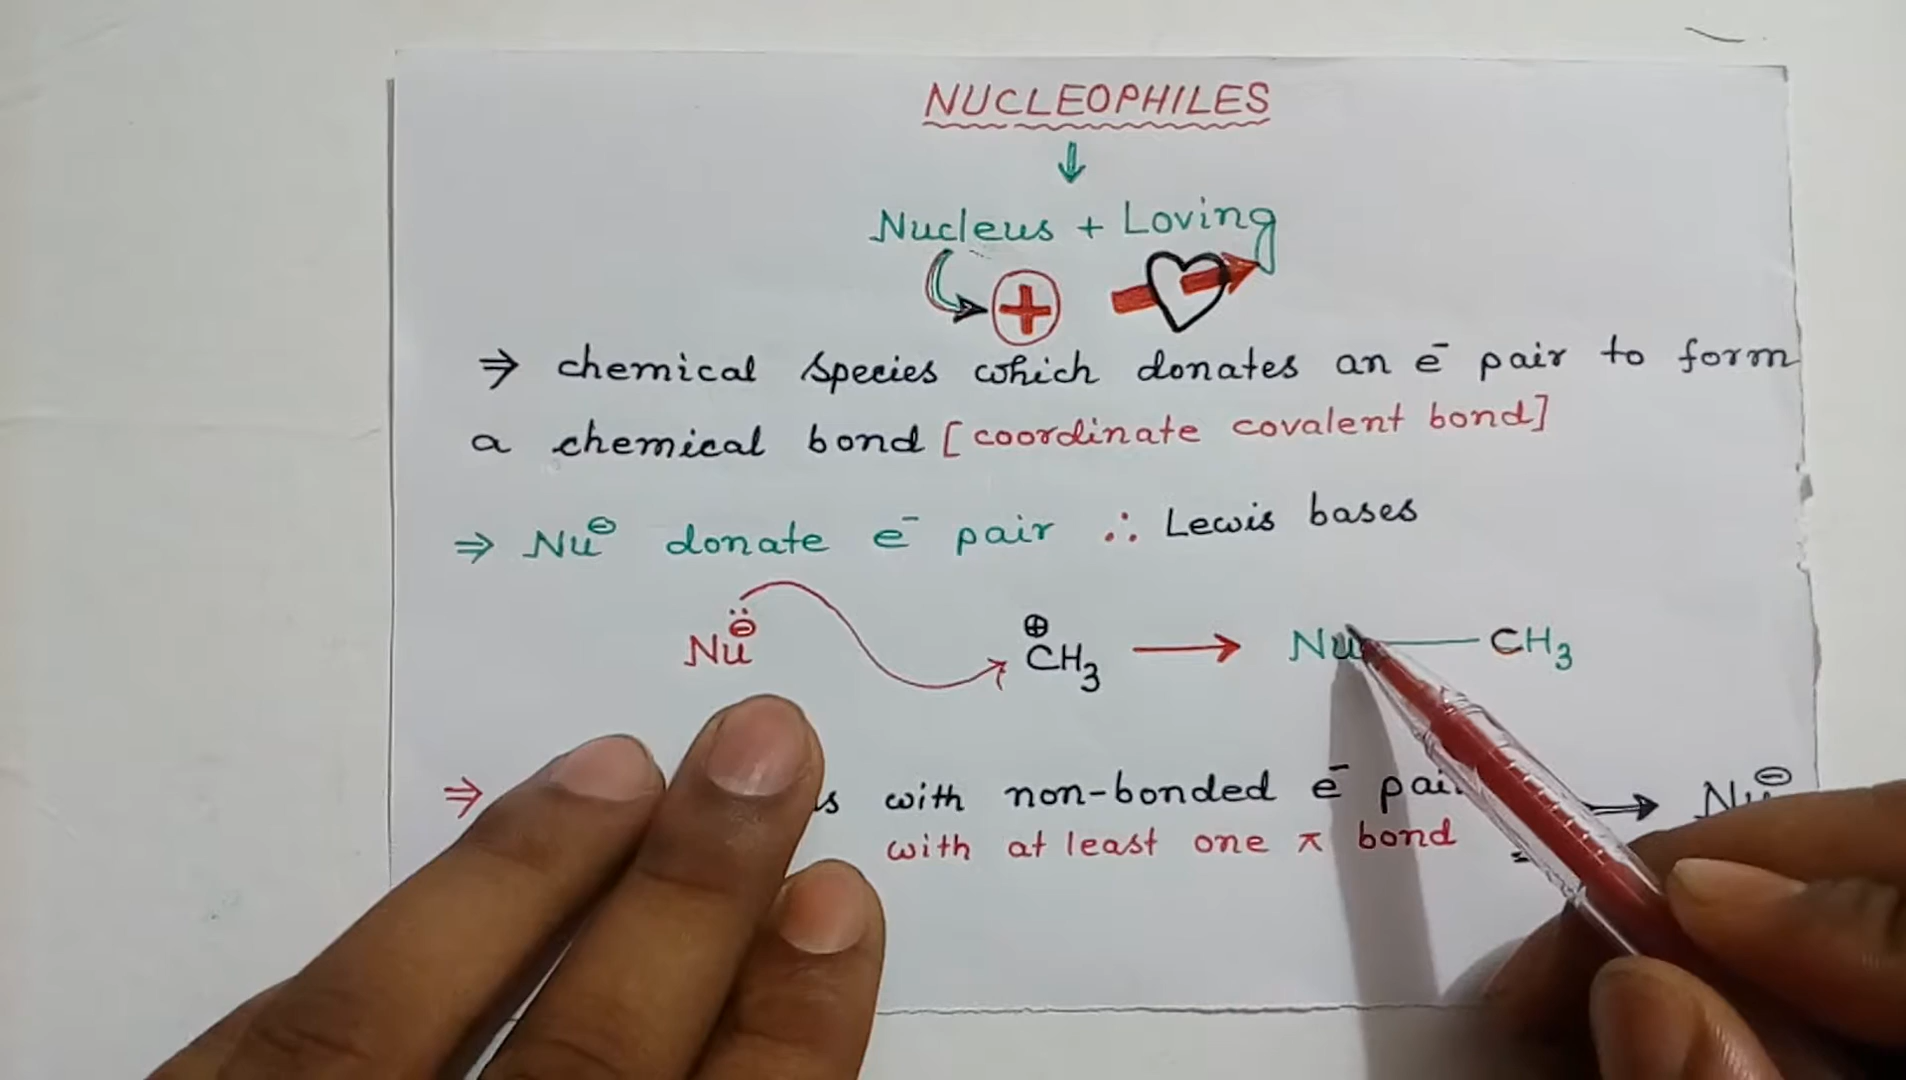 NUCLEOPHILES
↓
Nucleus + Loving
+
⇒ chemical species which donates an e⁻ pair to form
a chemical bond [coordinate covalent bond]
⇒ Nu⊖ donate e⁻ pair ∴ Lewis bases
N̈u⊖ ⊕CH₃ → Nu — CH₃
⇒ with non-bonded e⁻ → Nu⊖
with at least one π bond